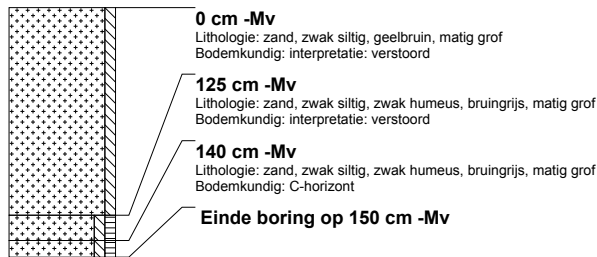 0 cm -Mv
Lithologie: zand, zwak siltig, geelbruin, matig grof
Bodemkundig: interpretatie: verstoord
125 cm -Mv
Lithologie: zand, zwak siltig, zwak humeus, bruingrijs, matig grof
Bodemkundig: interpretatie: verstoord
140 cm -Mv
Lithologie: zand, zwak siltig, zwak humeus, bruingrijs, matig grof
Bodemkundig: C-horizont
Einde boring op 150 cm -Mv